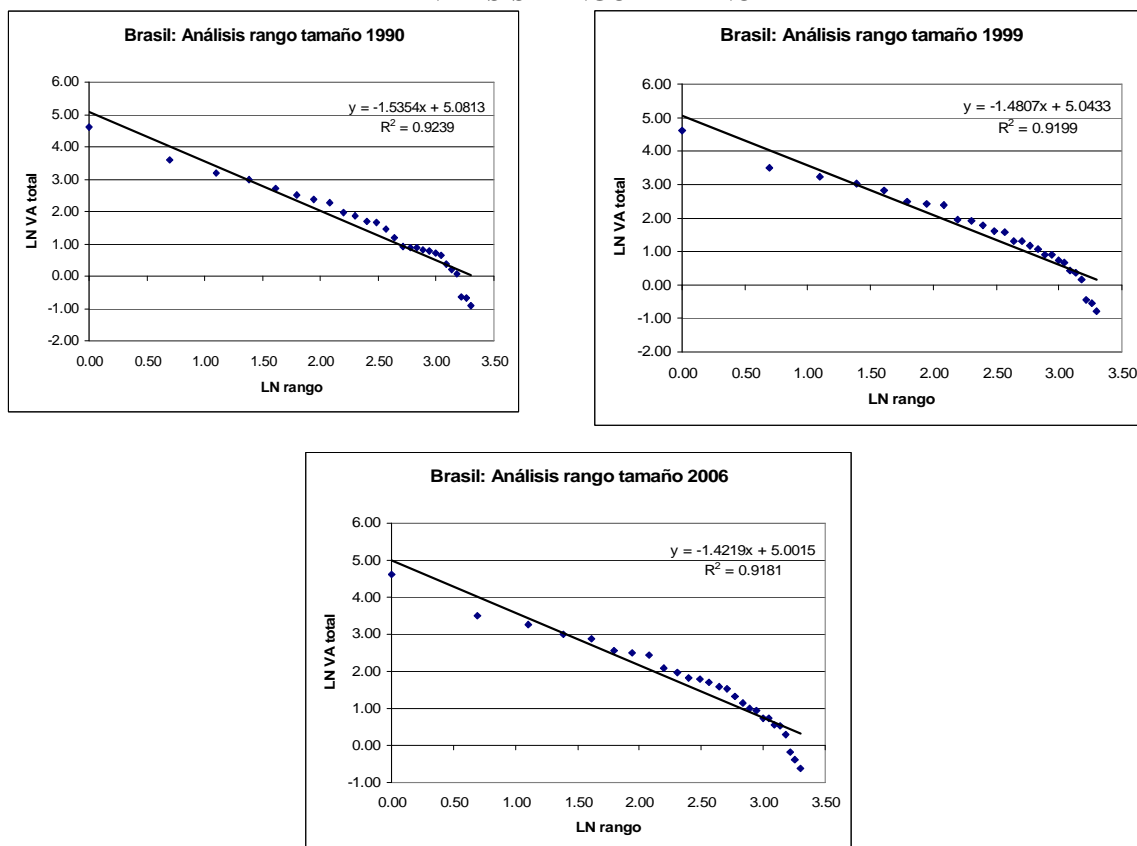 Brasil: Análisis rango tamaño 1990
y = -1.5354x + 5.0813
R² = 0.9239
LN VA total
6.00
5.00
4.00
3.00
2.00
1.00
0.00
-1.00
-2.00
0.00 0.50 1.00 1.50 2.00 2.50 3.00 3.50
LN rango
Brasil: Análisis rango tamaño 1999
y = -1.4807x + 5.0433
R² = 0.9199
LN VA total
6.00
5.00
4.00
3.00
2.00
1.00
0.00
-1.00
-2.00
0.00 0.50 1.00 1.50 2.00 2.50 3.00 3.50
LN rango
Brasil: Análisis rango tamaño 2006
y = -1.4219x + 5.0015
R² = 0.9181
LN VA total
6.00
5.00
4.00
3.00
2.00
1.00
0.00
-1.00
0.00 0.50 1.00 1.50 2.00 2.50 3.00 3.50
LN rango